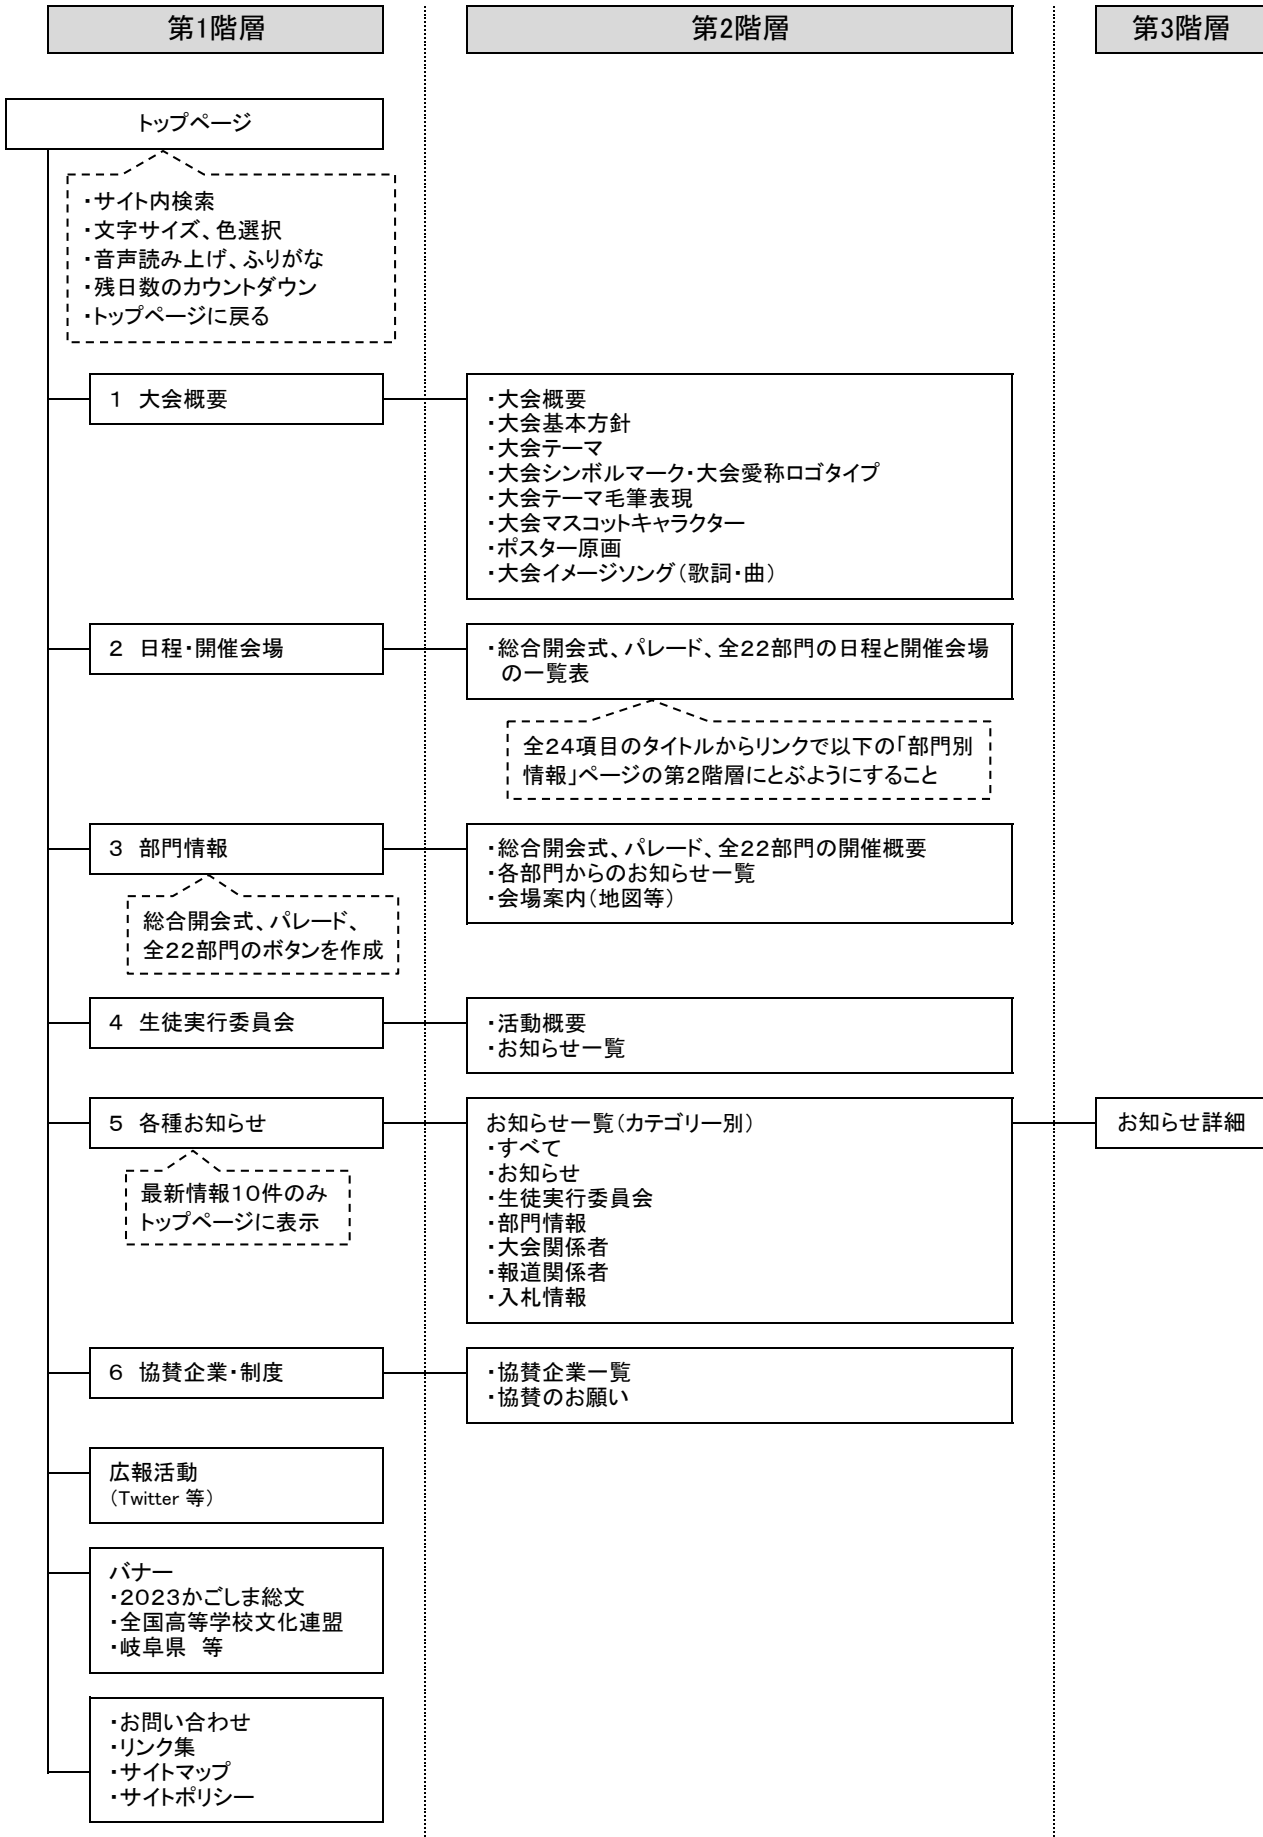 第1階層
第2階層
第3階層
トップページ
・サイト内検索
・文字サイズ、色選択
・音声読み上げ、ふりがな
・残日数のカウントダウン
・トップページに戻る
１　大会概要
・大会概要
・大会基本方針
・大会テーマ
・大会シンボルマーク・大会愛称ロゴタイプ
・大会テーマ毛筆表現
・大会マスコットキャラクター
・ポスター原画
・大会イメージソング（歌詞・曲）
２　日程・開催会場
・総合開会式、パレード、全２２部門の日程と開催会場
の一覧表
全２４項目のタイトルからリンクで以下の「部門別
情報」ページの第２階層にとぶようにすること
３　部門情報
・総合開会式、パレード、全２２部門の開催概要
・各部門からのお知らせ一覧
・会場案内（地図等）
総合開会式、パレード、
全２２部門のボタンを作成
４　生徒実行委員会
・活動概要
・お知らせ一覧
５　各種お知らせ
お知らせ一覧（カテゴリー別）
・すべて
・お知らせ
・生徒実行委員会
・部門情報
・大会関係者
・報道関係者
・入札情報
お知らせ詳細
最新情報１０件のみ
トップページに表示
６　協賛企業・制度
・協賛企業一覧
・協賛のお願い
広報活動
（Twitter 等）
バナー
・２０２３かごしま総文
・全国高等学校文化連盟
・岐阜県　等
・お問い合わせ
・リンク集
・サイトマップ
・サイトポリシー